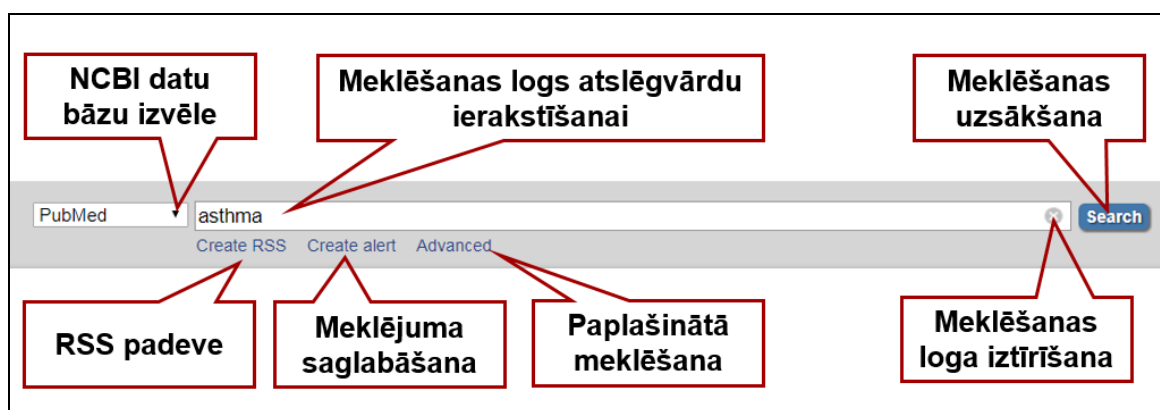 NCBI datu
bāzu izvēle
Meklēšanas logs atslēgvārdu
ierakstīšanai
Meklēšanas
uzsākšana
PubMed
asthma
Search
Create RSS Create alert Advanced
RSS padeve
Meklējuma
saglabāšana
Paplašinātā
meklēšana
Meklēšanas
loga iztīrīšana